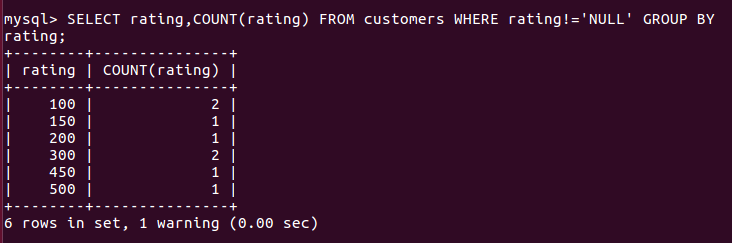 mysql> SELECT rating,COUNT(rating) FROM customers WHERE rating!='NULL' GROUP BY
rating;
+--------+---------------+
| rating | COUNT(rating) |
+--------+---------------+
|    100 |             2 |
|    150 |             1 |
|    200 |             1 |
|    300 |             2 |
|    450 |             1 |
|    500 |             1 |
+--------+---------------+
6 rows in set, 1 warning (0.00 sec)